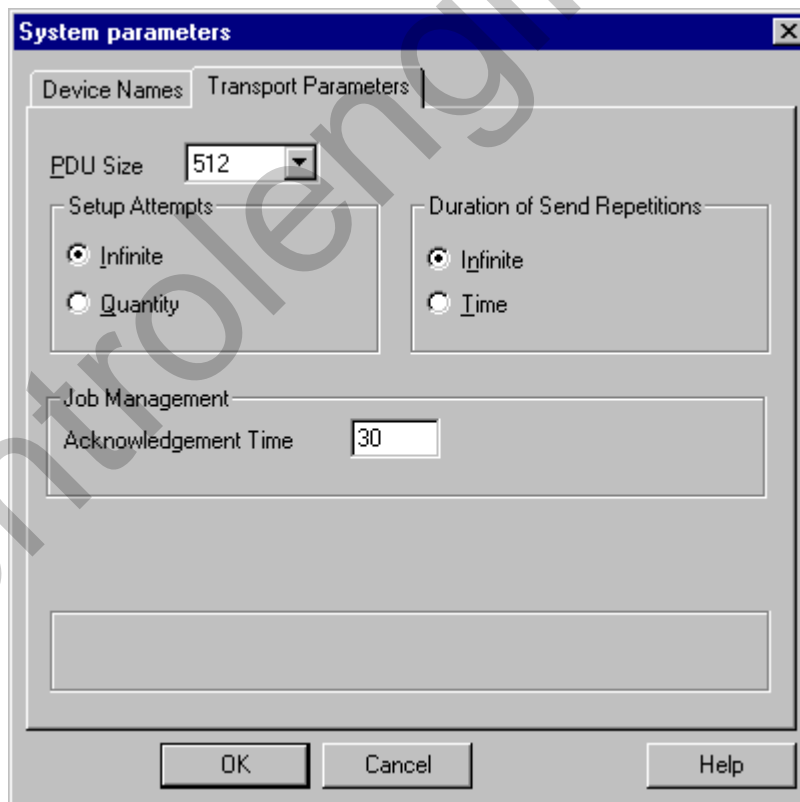 System parameters
Device Names
Transport Parameters
PDU Size
512
Setup Attempts
Infinite
Quantity
Duration of Send Repetitions
Infinite
Time
Job Management
Acknowledgement Time
30
OK
Cancel
Help